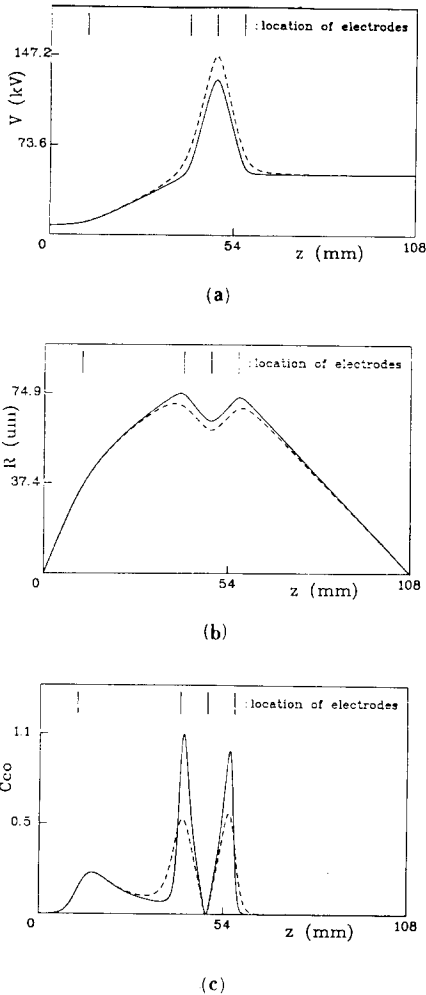 : location of electrodes
147.2
V (kV)
73.6
0
54
108
z (mm)
(a)
: location of electrodes
74.9
R (um)
37.4
0
54
108
z (mm)
(b)
: location of electrodes
1.1
Cco
0.5
0
54
108
z (mm)
(c)